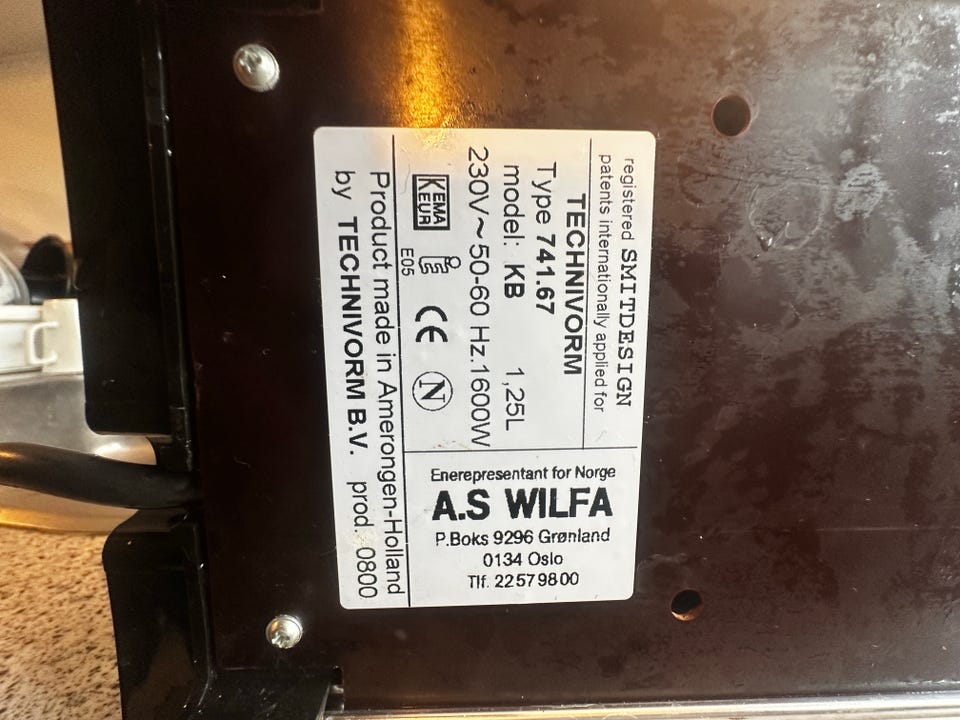 registered SMITDESIGN
patents internationally applied for
TECHNIVORM
Type 741.67
model: KB 1,25L
230V~50-60 Hz.1600W
KEMA
KEUR
E05
CE
N
Product made in Amerongen-Holland
by TECHNIVORM B.V. prod. 0800
Enerepresentant for Norge
A.S WILFA
P.Boks 9296 Grønland
0134 Oslo
Tlf. 22579800